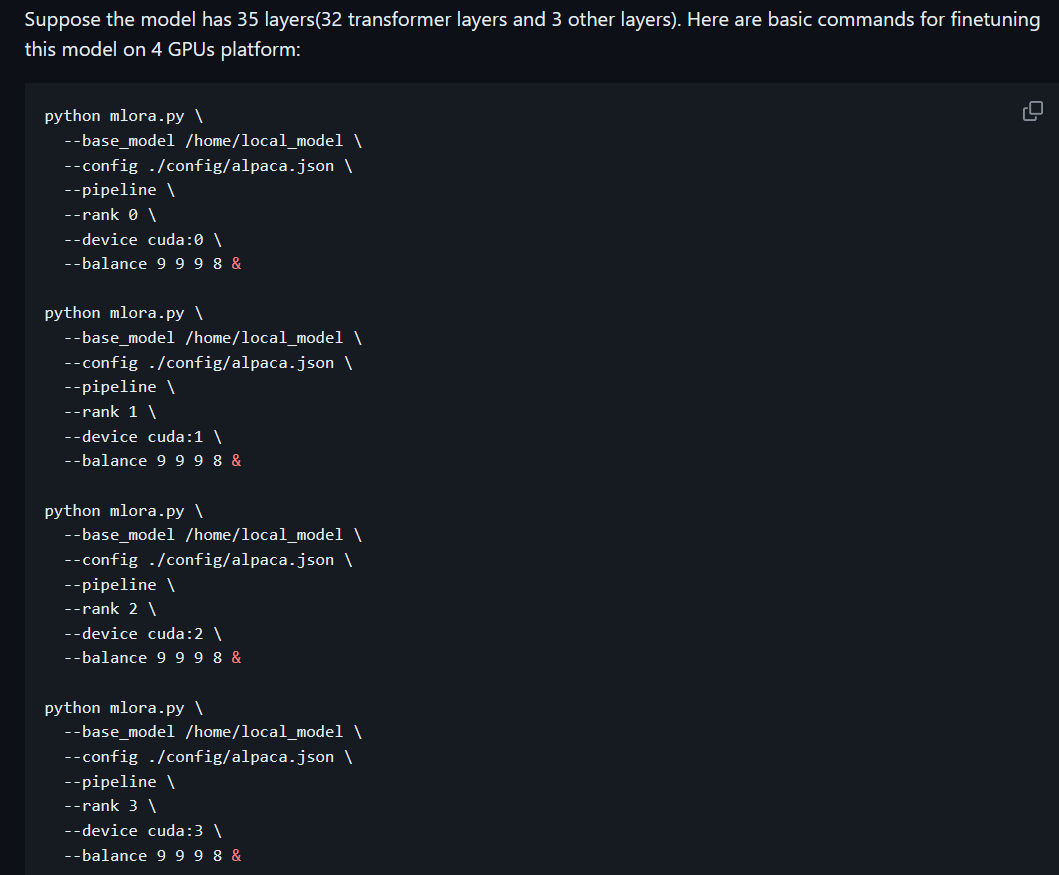 Suppose the model has 35 layers(32 transformer layers and 3 other layers). Here are basic commands for finetuning
this model on 4 GPUs platform:
python mlora.py \
--base_model /home/local_model \
--config ./config/alpaca.json \
--pipeline \
--rank 0 \
--device cuda:0 \
--balance 9 9 9 8 &
python mlora.py \
--base_model /home/local_model \
--config ./config/alpaca.json \
--pipeline \
--rank 1 \
--device cuda:1 \
--balance 9 9 9 8 &
python mlora.py \
--base_model /home/local_model \
--config ./config/alpaca.json \
--pipeline \
--rank 2 \
--device cuda:2 \
--balance 9 9 9 8 &
python mlora.py \
--base_model /home/local_model \
--config ./config/alpaca.json \
--pipeline \
--rank 3 \
--device cuda:3 \
--balance 9 9 9 8 &